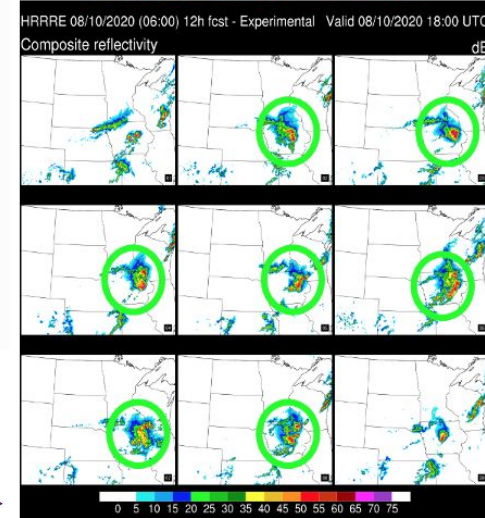 HRRRE 08/10/2020 (06:00) 12h fcst - Experimental Valid 08/10/2020 18:00 UTC
Composite reflectivity
0 5 10 15 20 25 30 35 40 45 50 55 60 65 70 75